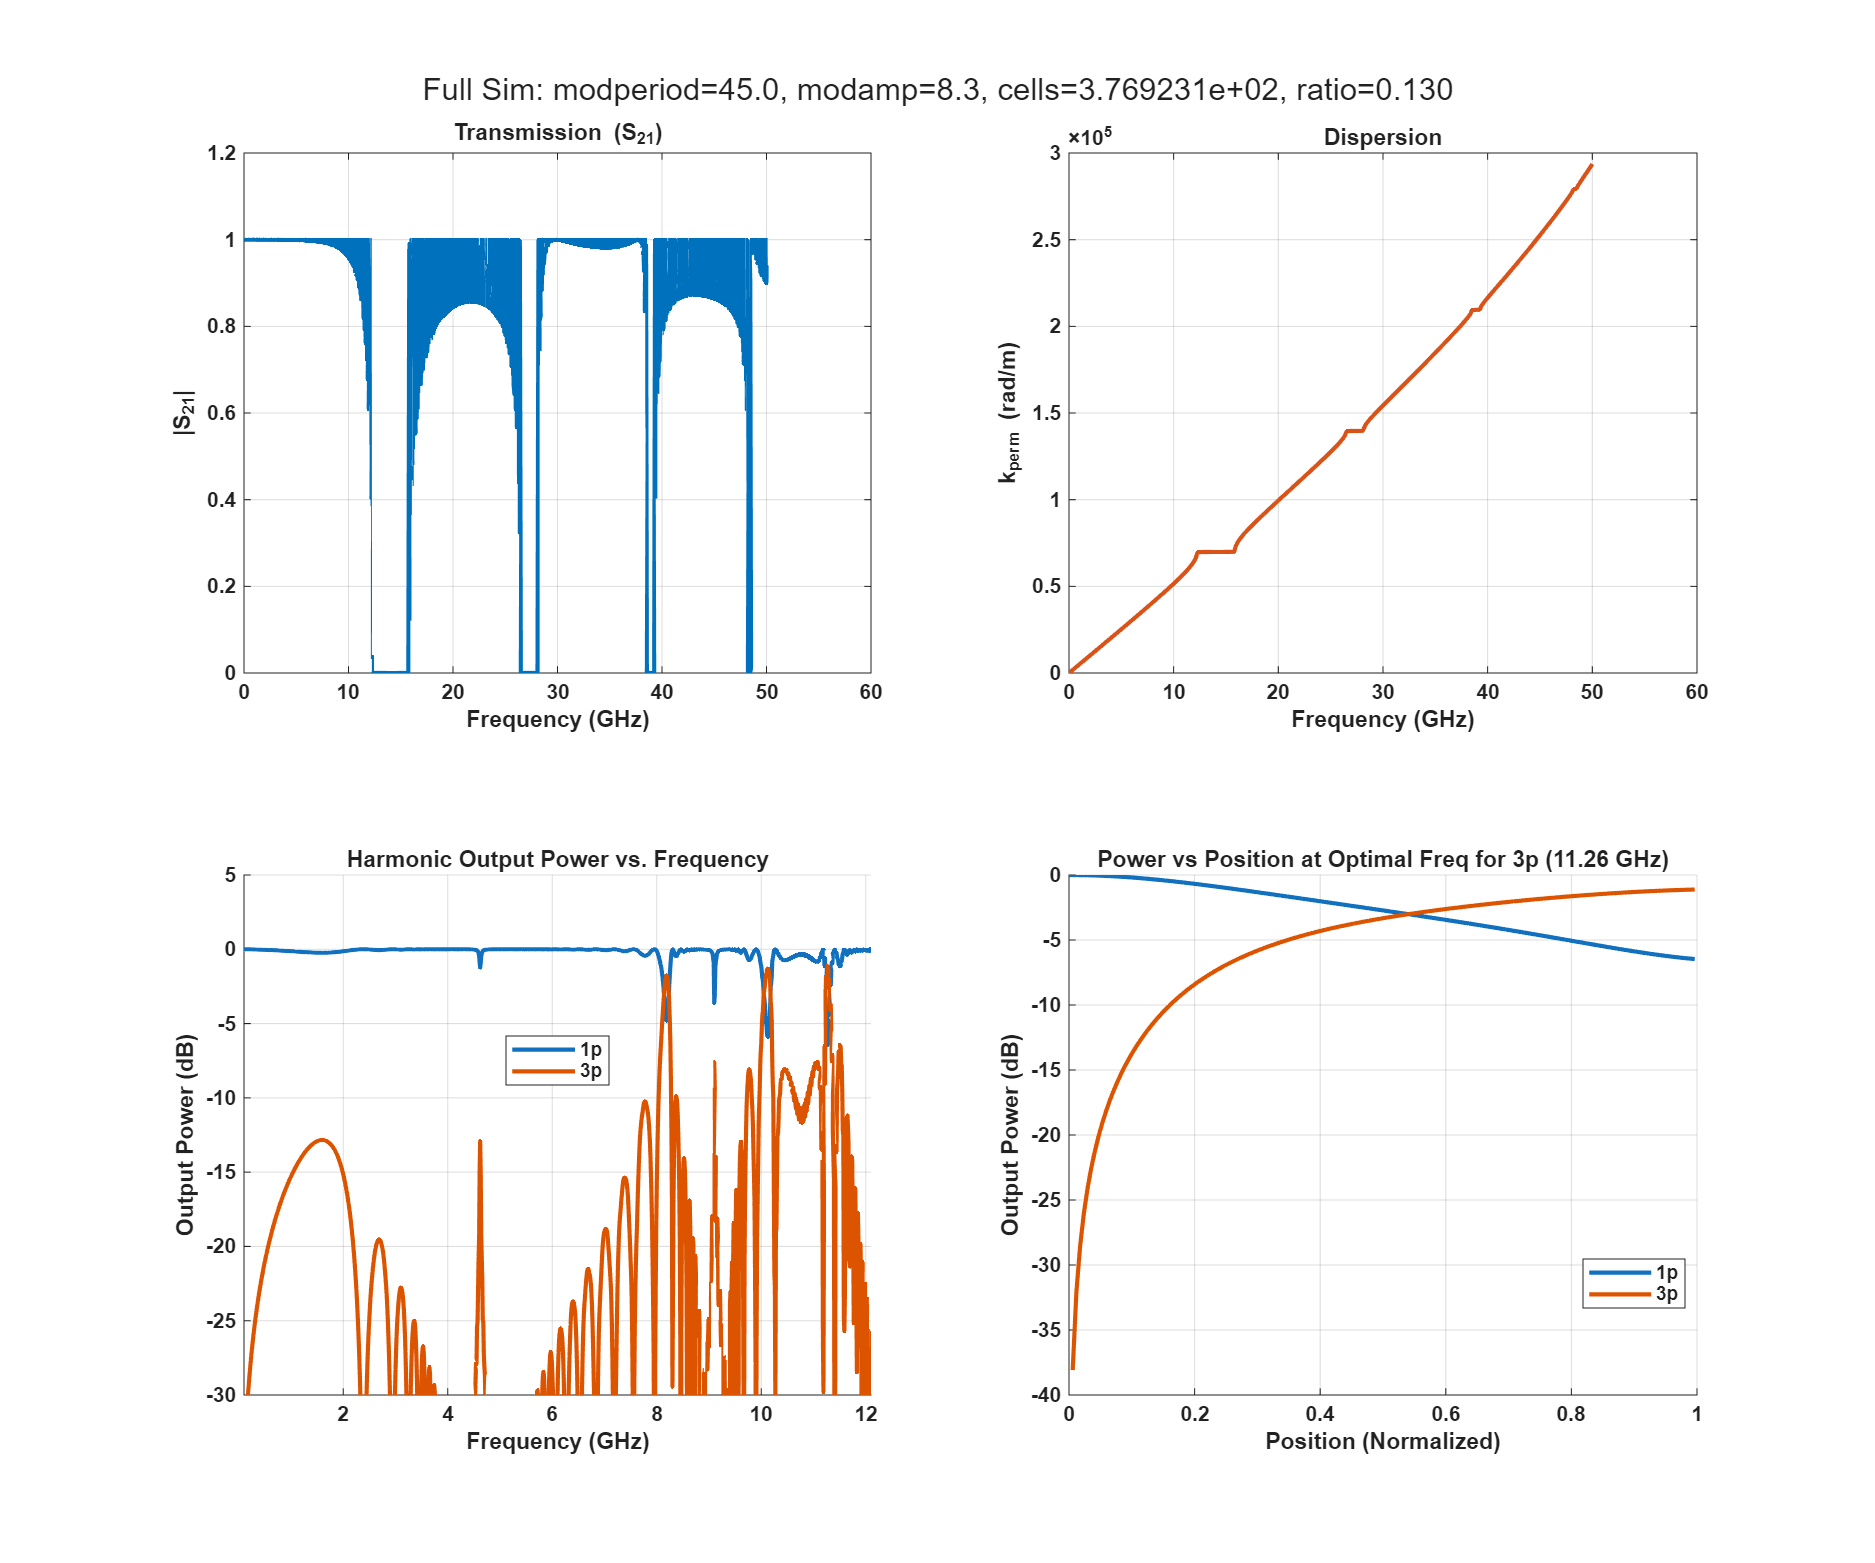 Full Sim: modperiod=45.0, modamp=8.3, cells=3.769231e+02, ratio=0.130
Transmission (S21)
1.2
1
0.8
0.6
0.4
0.2
0
|S21|
0 10 20 30 40 50 60
Frequency (GHz)
×10^5
Dispersion
3
2.5
2
1.5
1
0.5
0
kperm (rad/m)
0 10 20 30 40 50 60
Frequency (GHz)
Harmonic Output Power vs. Frequency
5
0
-5
-10
-15
-20
-25
-30
Output Power (dB)
1p
3p
2 4 6 8 10 12
Frequency (GHz)
Power vs Position at Optimal Freq for 3p (11.26 GHz)
0
-5
-10
-15
-20
-25
-30
-35
-40
Output Power (dB)
1p
3p
0 0.2 0.4 0.6 0.8 1
Position (Normalized)